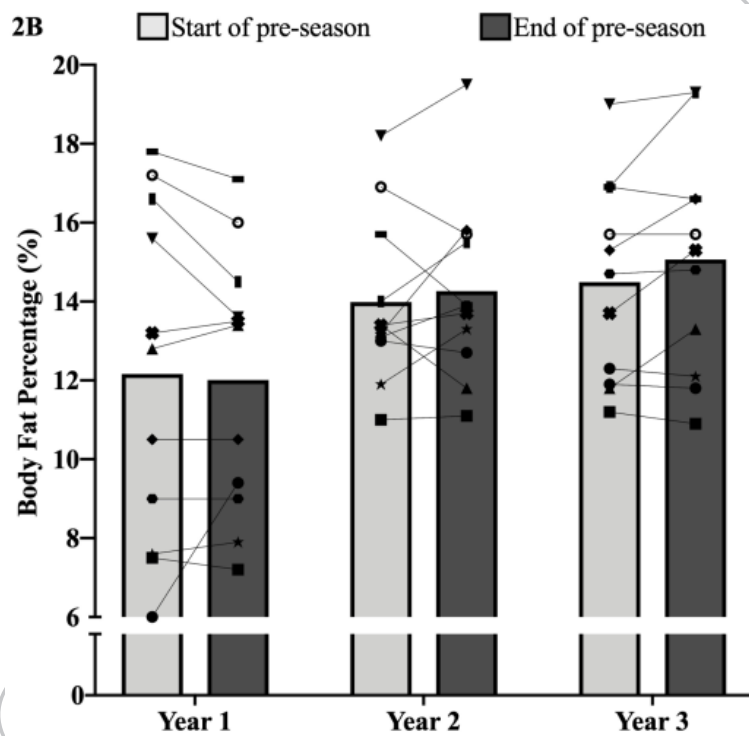 2B
Start of pre-season
End of pre-season
Body Fat Percentage (%)
20
18
16
14
12
10
8
6
0
Year 1
Year 2
Year 3